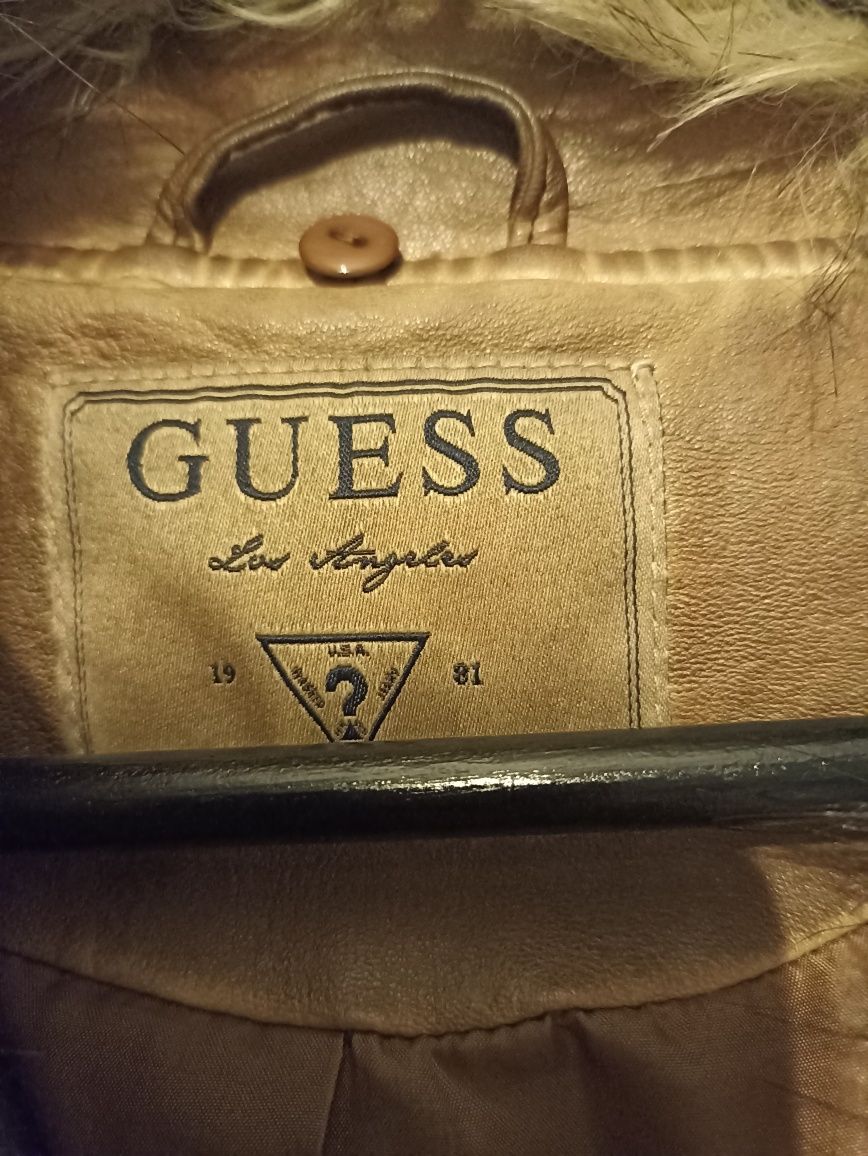 GUESS
Los Angeles
19 81
U.S.A.
?